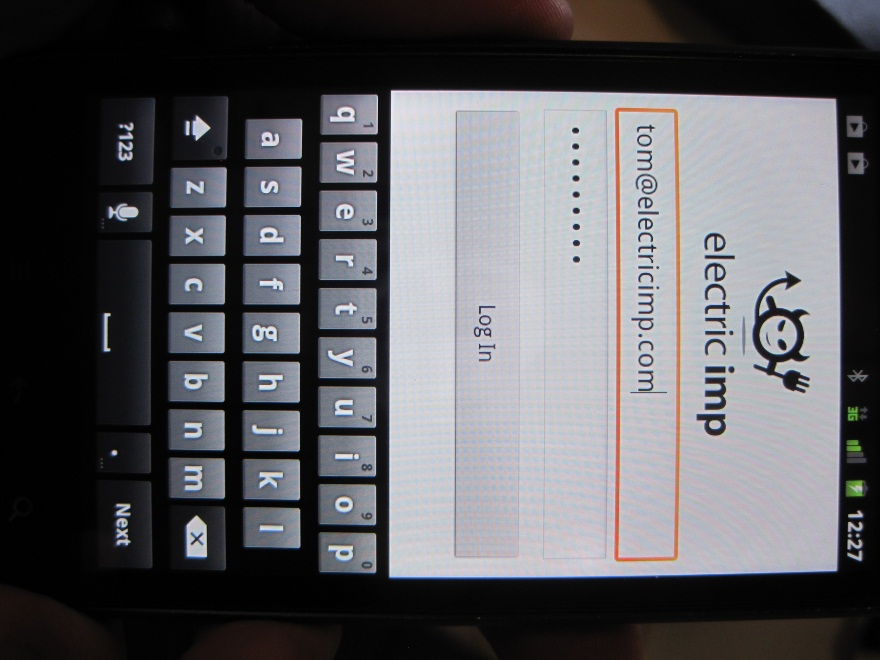 3G 12:27
electric imp
tom@electricimp.com
••••••••••
Log In
1 2 3 4 5 6 7 8 9 0
q w e r t y u i o p
a s d f g h j k l
z x c v b n m
?123 . Next